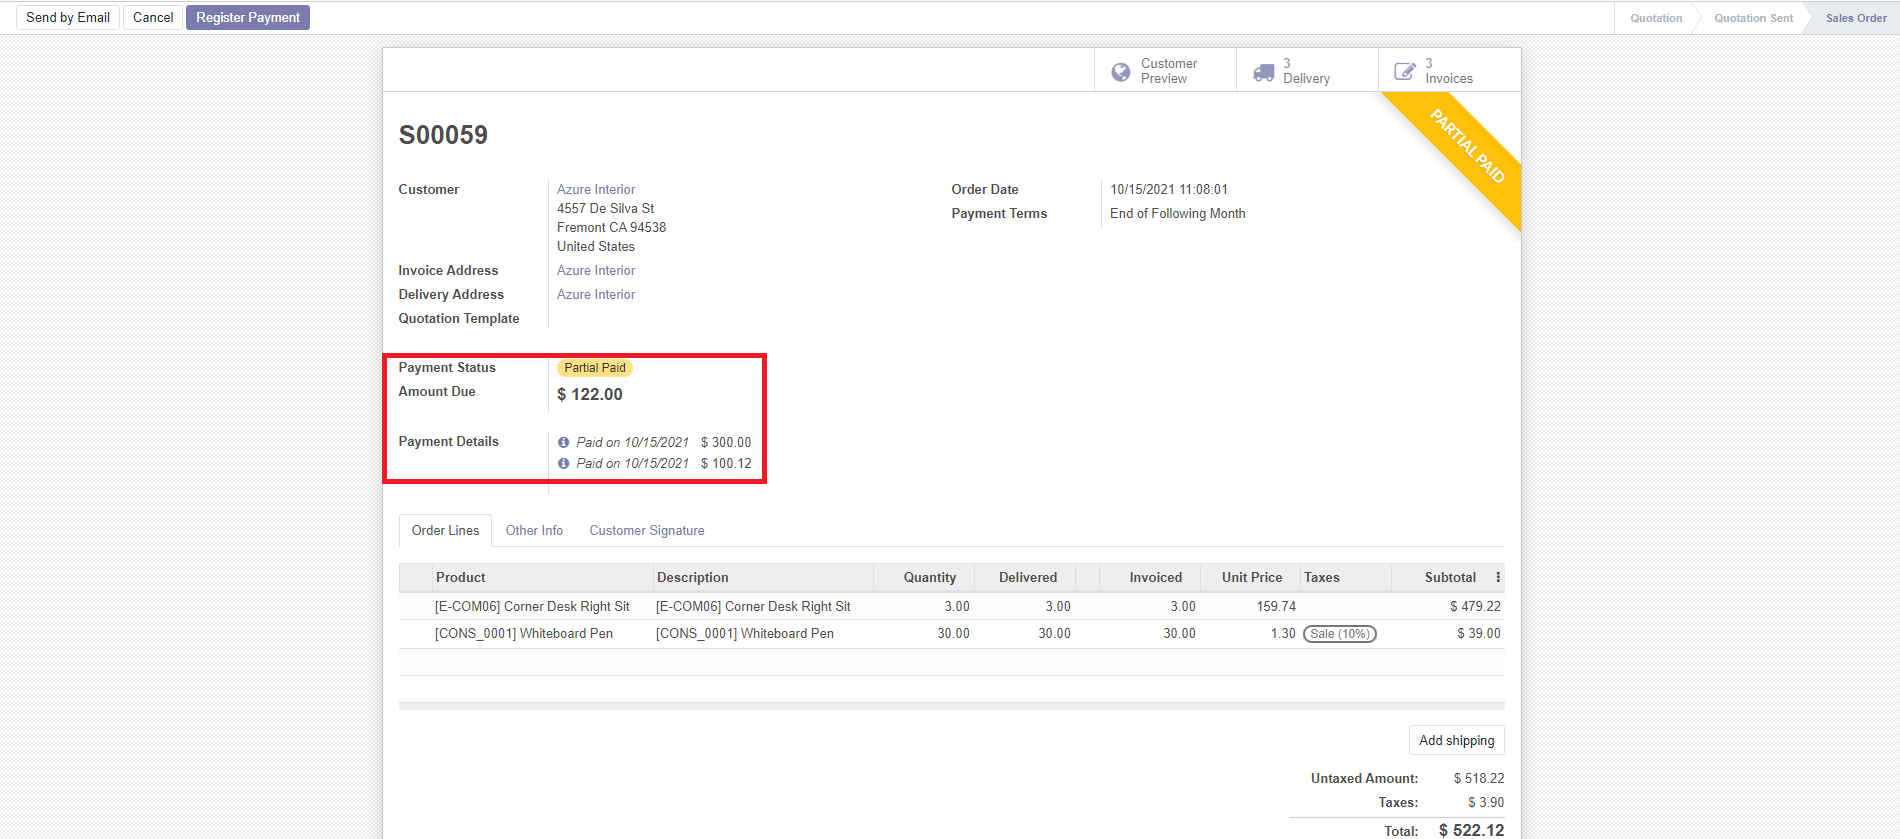 Send by Email Cancel Register Payment Quotation Quotation Sent Sales Order
Customer Preview
3 Delivery
3 Invoices
PARTIAL PAID
S00059
Customer Azure Interior
4557 De Silva St
Fremont CA 94538
United States
Order Date 10/15/2021 11:08:01
Payment Terms End of Following Month
Invoice Address Azure Interior
Delivery Address Azure Interior
Quotation Template
Payment Status Partial Paid
Amount Due $ 122.00
Payment Details Paid on 10/15/2021 $ 300.00
Paid on 10/15/2021 $ 100.12
Order Lines Other Info Customer Signature
Product Description Quantity Delivered Invoiced Unit Price Taxes Subtotal
[E-COM06] Corner Desk Right Sit [E-COM06] Corner Desk Right Sit 3.00 3.00 3.00 159.74 $ 479.22
[CONS_0001] Whiteboard Pen [CONS_0001] Whiteboard Pen 30.00 30.00 30.00 1.30 Sale (10%) $ 39.00
Add shipping
Untaxed Amount: $ 518.22
Taxes: $ 3.90
Total: $ 522.12